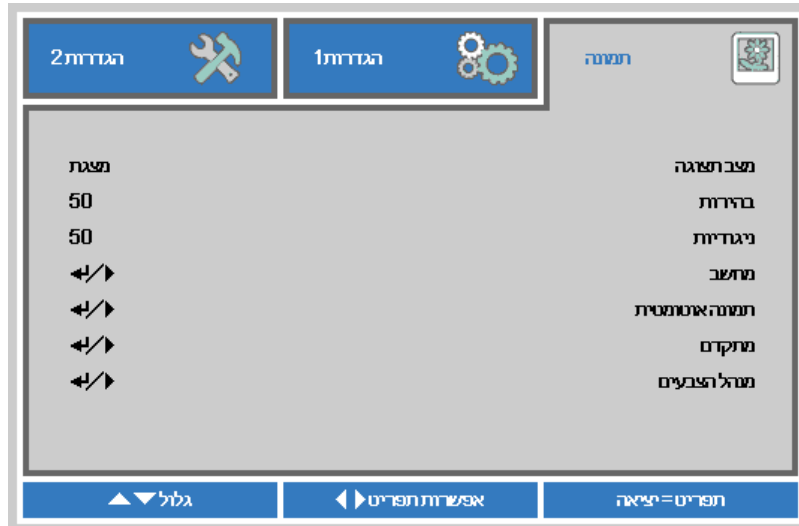 תמונה
הגדרות1
הגדרות2
מצב תצוגה מצגת
בהירות 50
ניגודיות 50
מחשב
תמונה אוטומטית
מתקדם
מנהל הצבעים
תפריט = יציאה
אפשרות תפריט
גלול